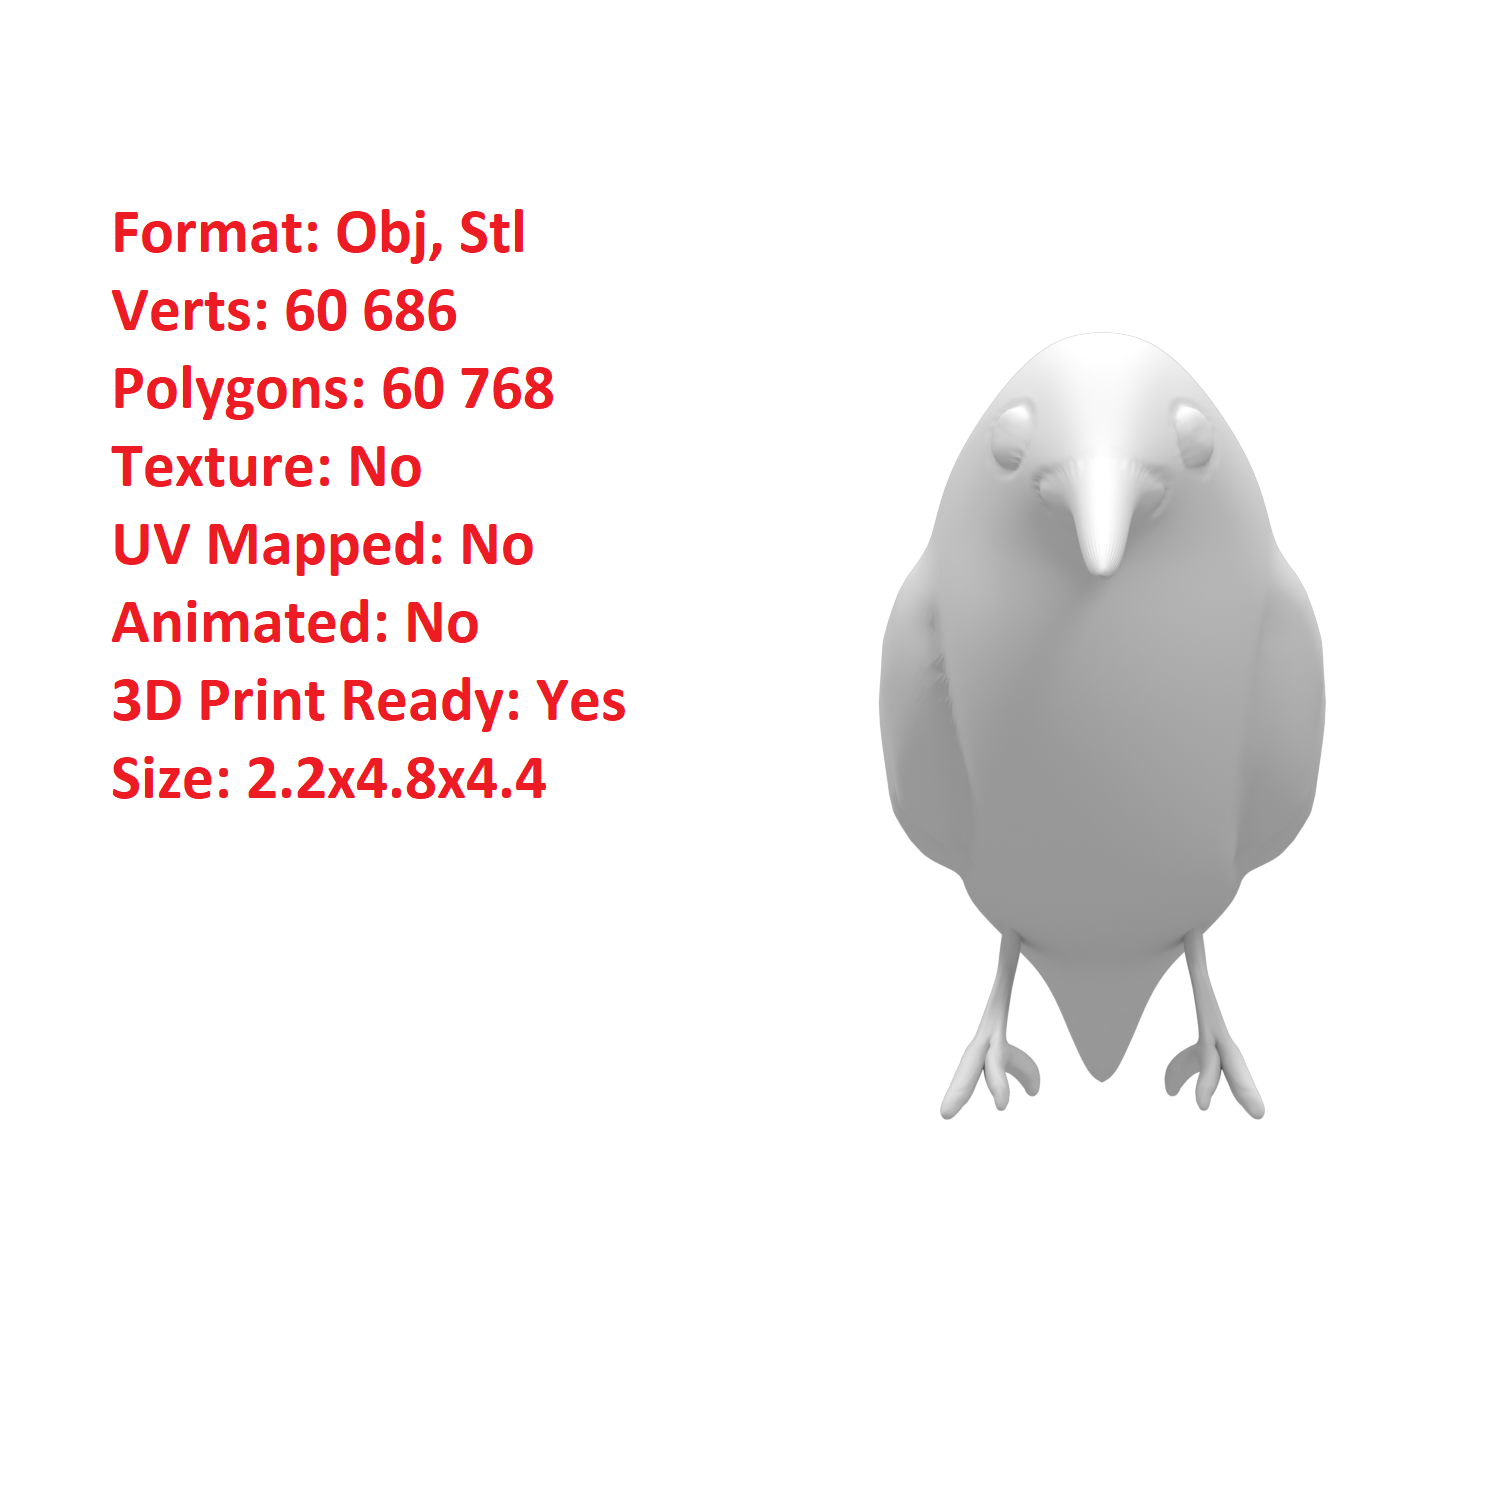 Format: Obj, Stl
Verts: 60 686
Polygons: 60 768
Texture: No
UV Mapped: No
Animated: No
3D Print Ready: Yes
Size: 2.2x4.8x4.4